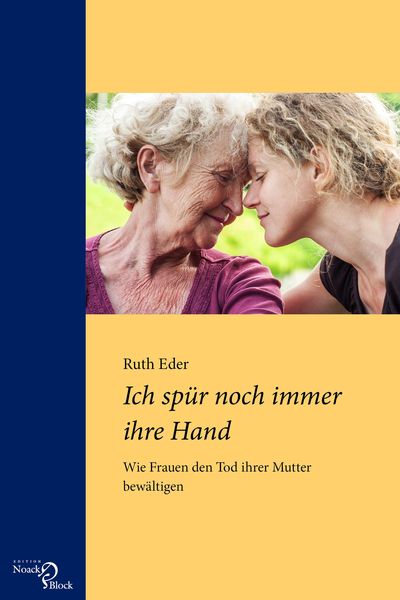 Ruth Eder
Ich spür noch immer
ihre Hand
Wie Frauen den Tod ihrer Mutter
bewältigen
EDITION
Noack
Block